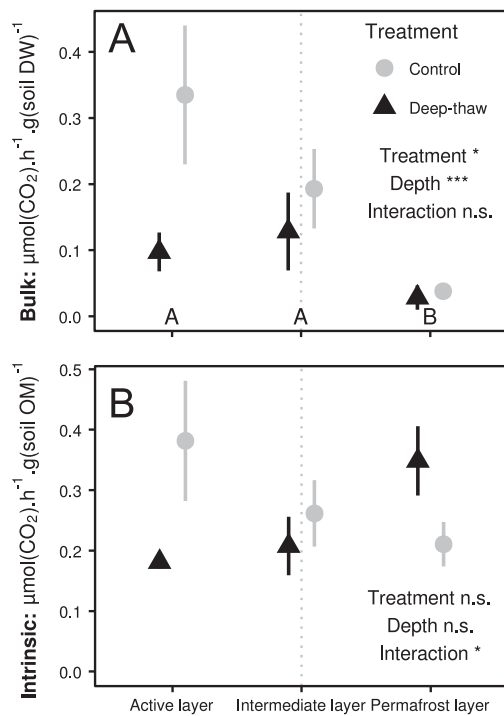 A
Treatment
Control
Deep-thaw
Treatment *
Depth ***
Interaction n.s.
Bulk: µmol(CO₂).h⁻¹.g(soil DW)⁻¹
0.4
0.3
0.2
0.1
0.0
A A B
B
Intrinsic: µmol(CO₂).h⁻¹.g(soil OM)⁻¹
0.5
0.4
0.3
0.2
0.1
0.0
Treatment n.s.
Depth n.s.
Interaction *
Active layer Intermediate layer Permafrost layer